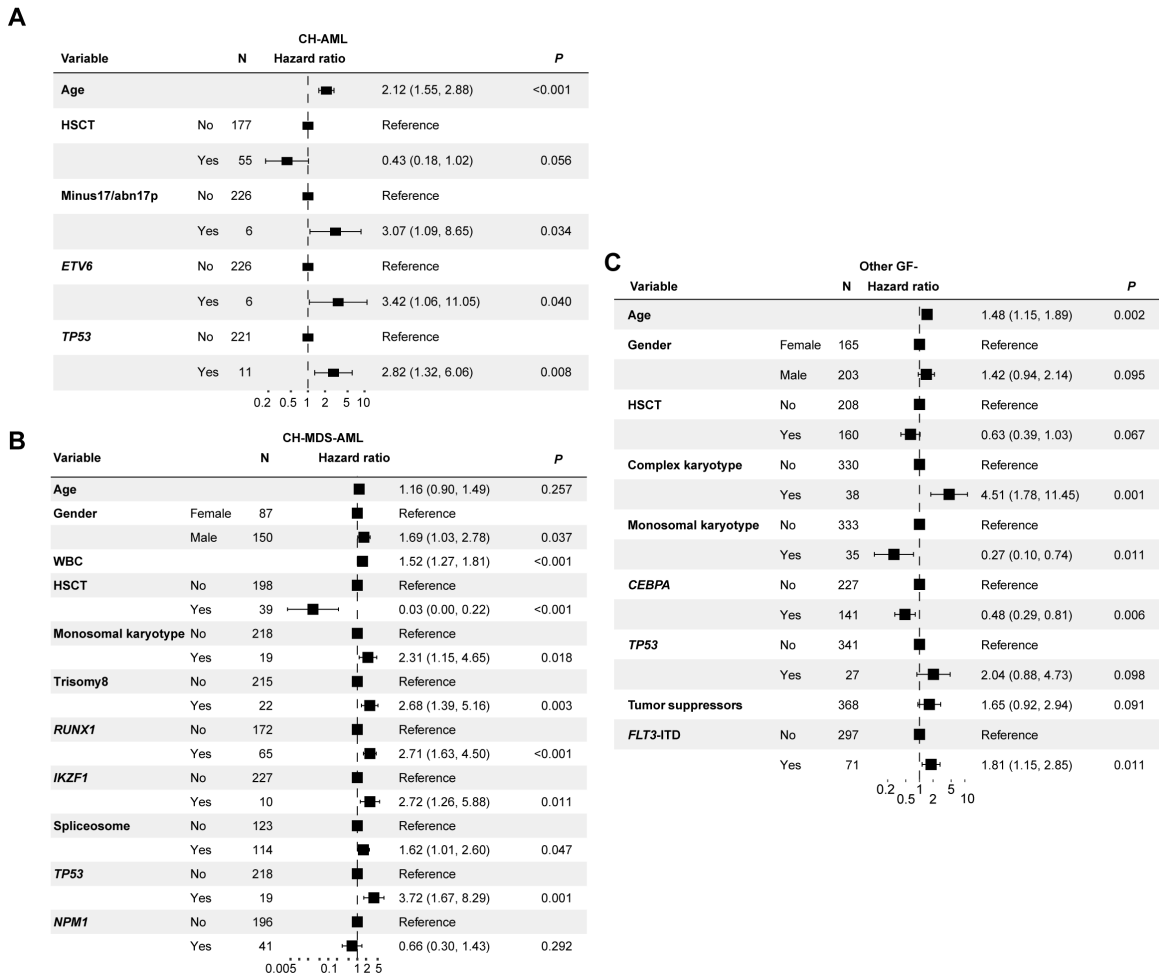 A
CH-AML
Variable N Hazard ratio P
Age 2.12 (1.55, 2.88) <0.001
HSCT No 177 Reference
Yes 55 0.43 (0.18, 1.02) 0.056
Minus17/abn17p No 226 Reference
Yes 6 3.07 (1.09, 8.65) 0.034
ETV6 No 226 Reference
Yes 6 3.42 (1.06, 11.05) 0.040
TP53 No 221 Reference
Yes 11 2.82 (1.32, 6.06) 0.008
0.2 0.5 1 2 5 10
B
CH-MDS-AML
Variable N Hazard ratio P
Age 1.16 (0.90, 1.49) 0.257
Gender Female 87 Reference
Male 150 1.69 (1.03, 2.78) 0.037
WBC 1.52 (1.27, 1.81) <0.001
HSCT No 198 Reference
Yes 39 0.03 (0.00, 0.22) <0.001
Monosomal karyotype No 218 Reference
Yes 19 2.31 (1.15, 4.65) 0.018
Trisomy8 No 215 Reference
Yes 22 2.68 (1.39, 5.16) 0.003
RUNX1 No 172 Reference
Yes 65 2.71 (1.63, 4.50) <0.001
IKZF1 No 227 Reference
Yes 10 2.72 (1.26, 5.88) 0.011
Spliceosome No 123 Reference
Yes 114 1.62 (1.01, 2.60) 0.047
TP53 No 218 Reference
Yes 19 3.72 (1.67, 8.29) 0.001
NPM1 No 196 Reference
Yes 41 0.66 (0.30, 1.43) 0.292
0.005 0.1 1 2 5
C
Other GF-
Variable N Hazard ratio P
Age 1.48 (1.15, 1.89) 0.002
Gender Female 165 Reference
Male 203 1.42 (0.94, 2.14) 0.095
HSCT No 208 Reference
Yes 160 0.63 (0.39, 1.03) 0.067
Complex karyotype No 330 Reference
Yes 38 4.51 (1.78, 11.45) 0.001
Monosomal karyotype No 333 Reference
Yes 35 0.27 (0.10, 0.74) 0.011
CEBPA No 227 Reference
Yes 141 0.48 (0.29, 0.81) 0.006
TP53 No 341 Reference
Yes 27 2.04 (0.88, 4.73) 0.098
Tumor suppressors 368 1.65 (0.92, 2.94) 0.091
FLT3-ITD No 297 Reference
Yes 71 1.81 (1.15, 2.85) 0.011
0.2 0.5 1 2 5 10